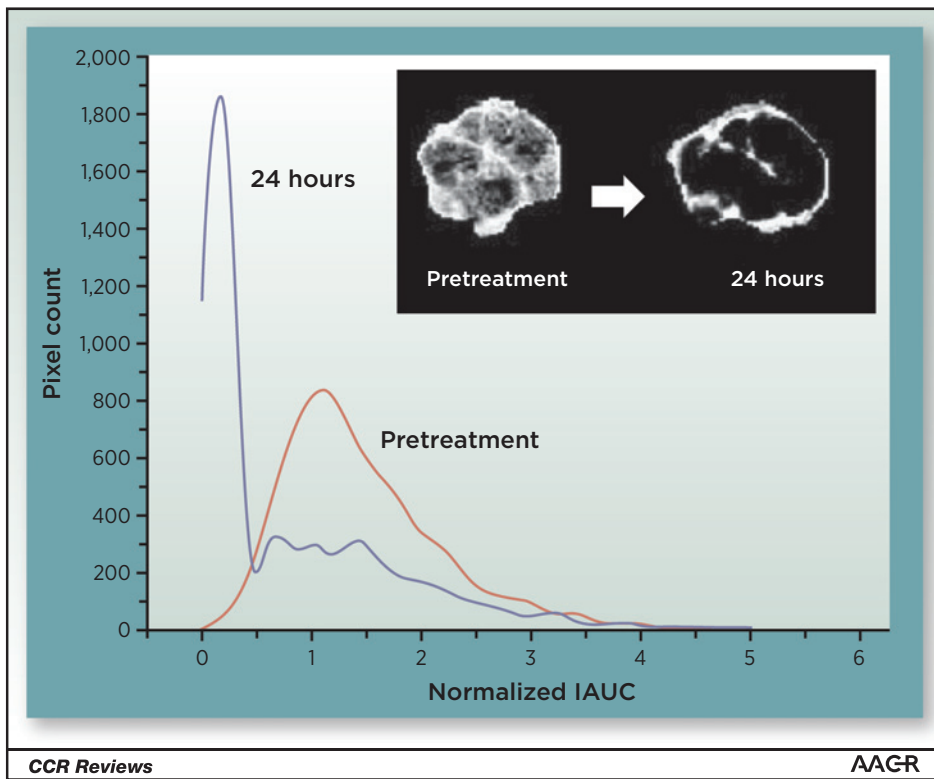 2,000
1,800
1,600
1,400
1,200
1,000
800
600
400
200
0
Pixel count
24 hours
Pretreatment
Pretreatment
24 hours
0 1 2 3 4 5 6
Normalized IAUC
CCR Reviews
AACR